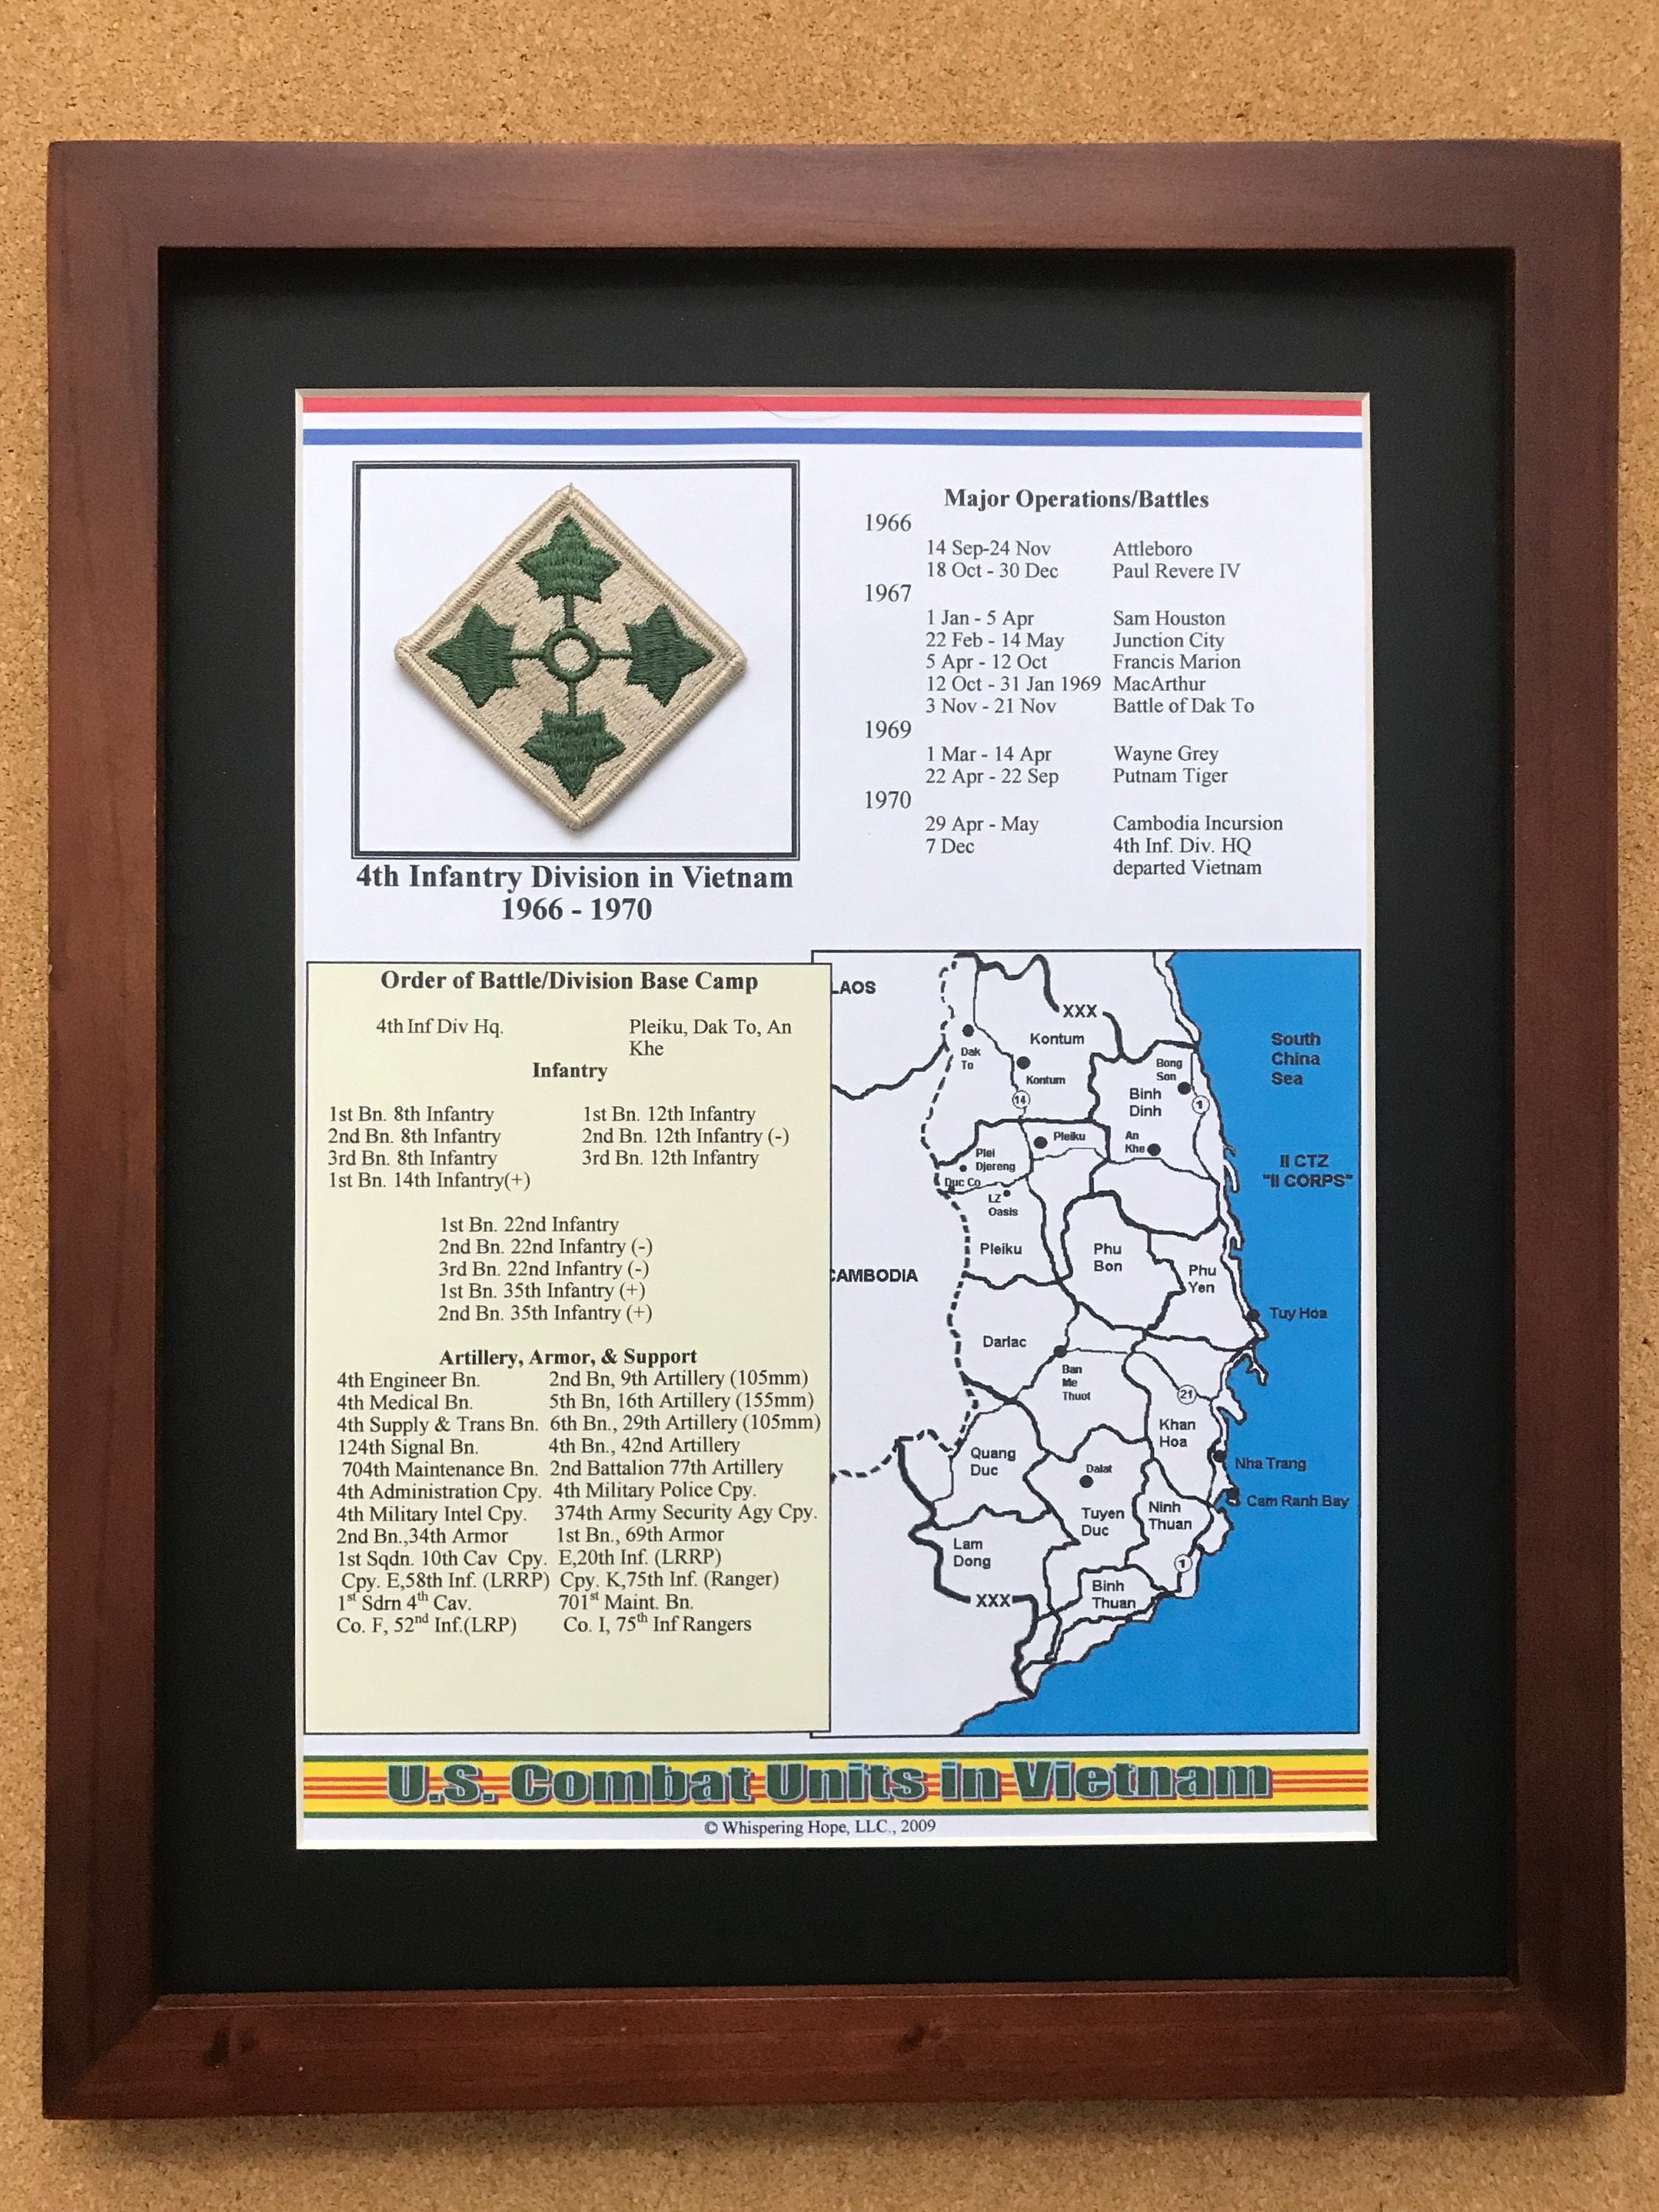 Major Operations/Battles
1966
14 Sep-24 Nov Attleboro
18 Oct - 30 Dec Paul Revere IV
1967
1 Jan - 5 Apr Sam Houston
22 Feb - 14 May Junction City
5 Apr - 12 Oct Francis Marion
12 Oct - 31 Jan 1969 MacArthur
3 Nov - 21 Nov Battle of Dak To
1969
1 Mar - 14 Apr Wayne Grey
22 Apr - 22 Sep Putnam Tiger
1970
29 Apr - May Cambodia Incursion
7 Dec 4th Inf. Div. HQ
departed Vietnam
4th Infantry Division in Vietnam
1966 - 1970
Order of Battle/Division Base Camp
4th Inf Div Hq. Pleiku, Dak To, An
Khe
Infantry
1st Bn. 8th Infantry 1st Bn. 12th Infantry
2nd Bn. 8th Infantry 2nd Bn. 12th Infantry (-)
3rd Bn. 8th Infantry 3rd Bn. 12th Infantry
1st Bn. 14th Infantry(+)
1st Bn. 22nd Infantry
2nd Bn. 22nd Infantry (-)
3rd Bn. 22nd Infantry (-)
1st Bn. 35th Infantry (+)
2nd Bn. 35th Infantry (+)
Artillery, Armor, & Support
4th Engineer Bn. 2nd Bn, 9th Artillery (105mm)
4th Medical Bn. 5th Bn, 16th Artillery (155mm)
4th Supply & Trans Bn. 6th Bn., 29th Artillery (105mm)
124th Signal Bn. 4th Bn., 42nd Artillery
704th Maintenance Bn. 2nd Battalion 77th Artillery
4th Administration Cpy. 4th Military Police Cpy.
4th Military Intel Cpy. 374th Army Security Agy Cpy.
2nd Bn.,34th Armor 1st Bn., 69th Armor
1st Sqdn. 10th Cav Cpy. E,20th Inf. (LRRP)
Cpy. E,58th Inf. (LRRP) Cpy. K,75th Inf. (Ranger)
1st Sdrn 4th Cav. 701st Maint. Bn.
Co. F, 52nd Inf.(LRP) Co. I, 75th Inf Rangers
LAOS
XXX
Kontum
South
China
Sea
Dak
To
Kontum
Bong
Son
14
Binh
Dinh
1
Pleiku
An
Khe
Plei
Djereng
Duc Co
LZ
Oasis
II CTZ
"II CORPS"
Pleiku
Phu
Bon
CAMBODIA
Phu
Yen
Tuy Hoa
Darlac
Ban
Me
Thuot
21
Khan
Hoa
Quang
Duc
Dalat
Nha Trang
Cam Ranh Bay
Tuyen
Duc
Ninh
Thuan
Lam
Dong
1
Binh
Thuan
XXX
U.S. Combat Units in Vietnam
© Whispering Hope, LLC., 2009